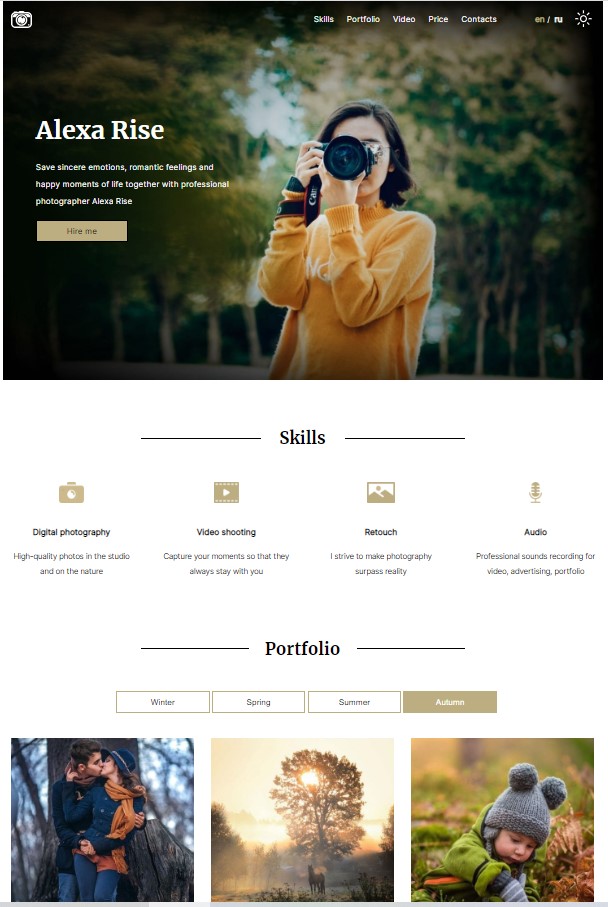 Skills Portfolio Video Price Contacts en / ru
Alexa Rise
Save sincere emotions, romantic feelings and
happy moments of life together with professional
photographer Alexa Rise
Hire me
Skills
Digital photography
High-quality photos in the studio
and on the nature
Video shooting
Capture your moments so that they
always stay with you
Retouch
I strive to make photography
surpass reality
Audio
Professional sounds recording for
video, advertising, portfolio
Portfolio
Winter Spring Summer Autumn